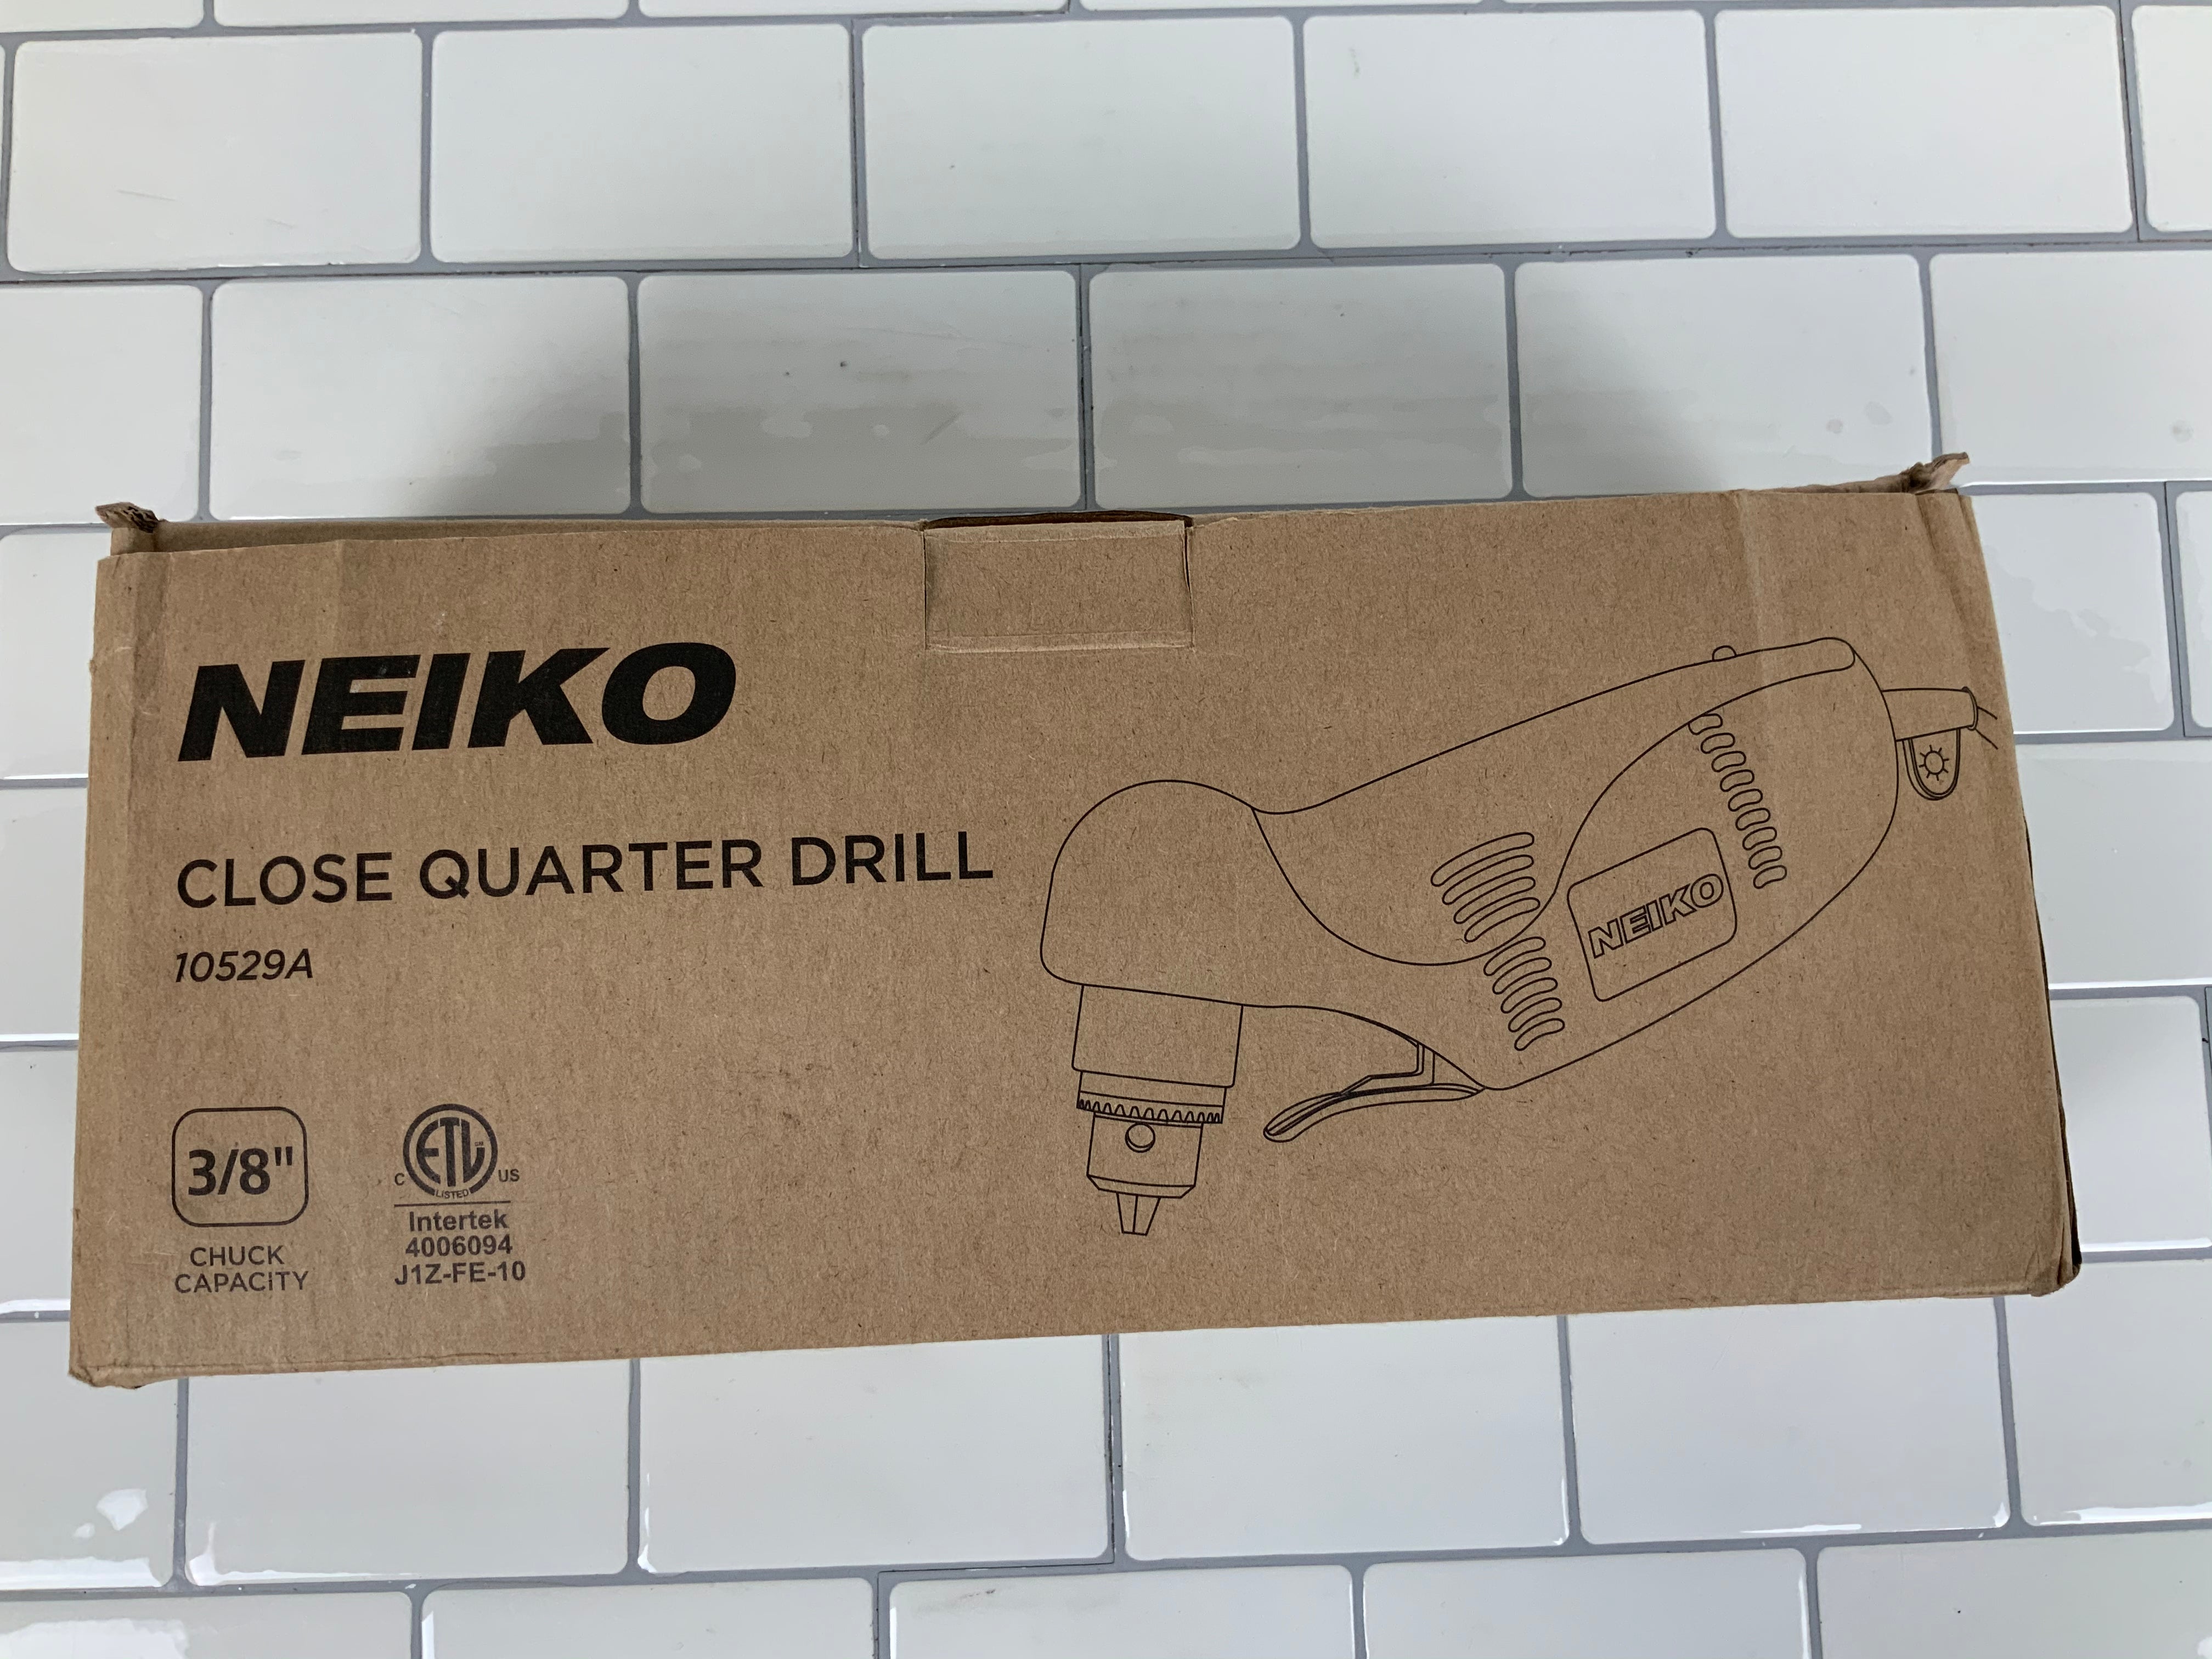 NEIKO
CLOSE QUARTER DRILL
10529A
NEIKO
3/8"
CHUCK
CAPACITY
C ETL US
LISTED
Intertek
4006094
J1Z-FE-10